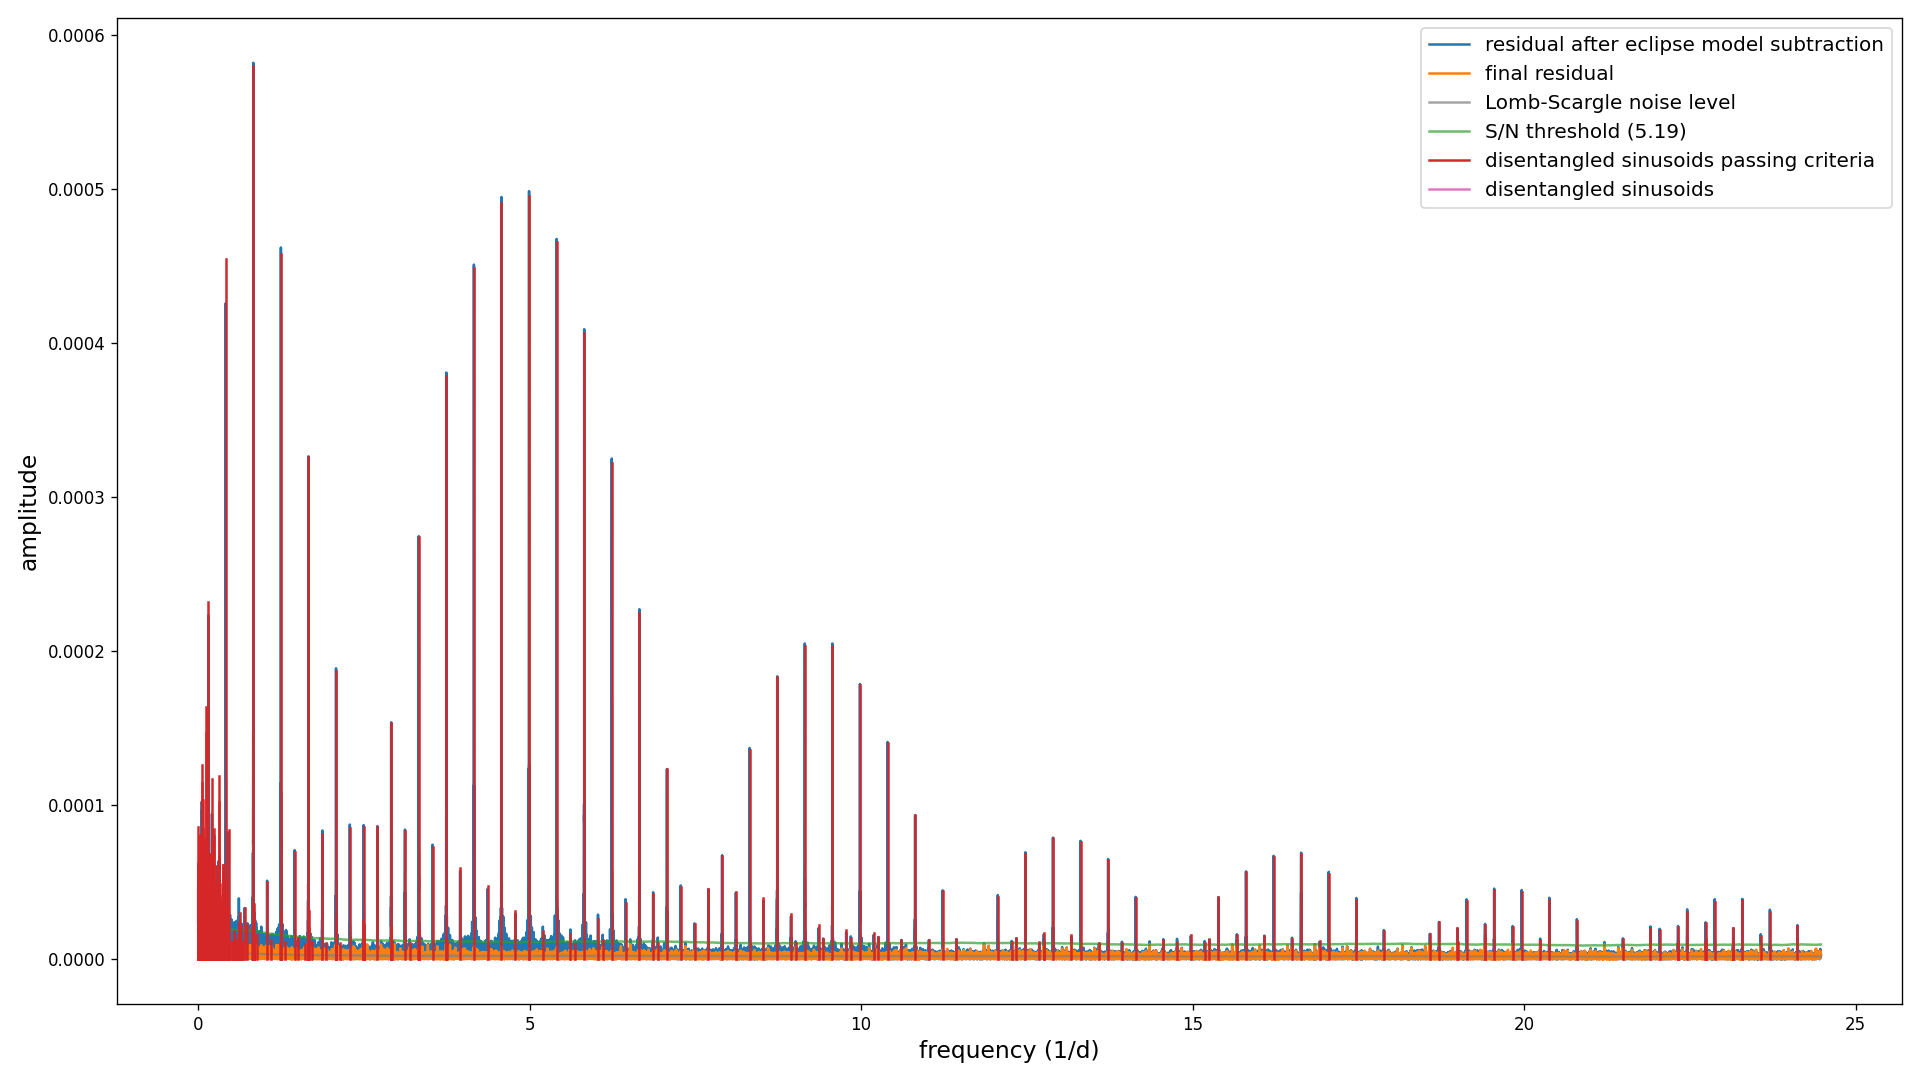 0.0006
0.0005
0.0004
0.0003
0.0002
0.0001
0.0000
amplitude
residual after eclipse model subtraction
final residual
Lomb-Scargle noise level
S/N threshold (5.19)
disentangled sinusoids passing criteria
disentangled sinusoids
0 5 10 15 20 25
frequency (1/d)